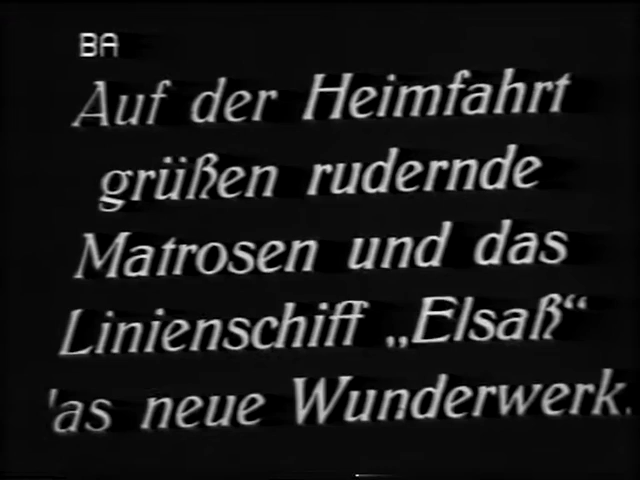 BA
Auf der Heimfahrt
grüßen rudernde
Matrosen und das
Linienschiff „Elsaß“
'as neue Wunderwerk.